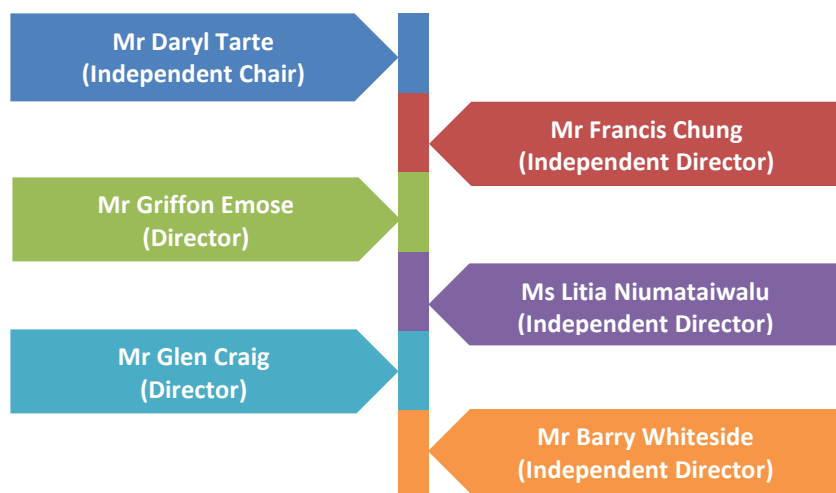 Mr Daryl Tarte
(Independent Chair)
Mr Francis Chung
(Independent Director)
Mr Griffon Emose
(Director)
Ms Litia Niumataiwalu
(Independent Director)
Mr Glen Craig
(Director)
Mr Barry Whiteside
(Independent Director)